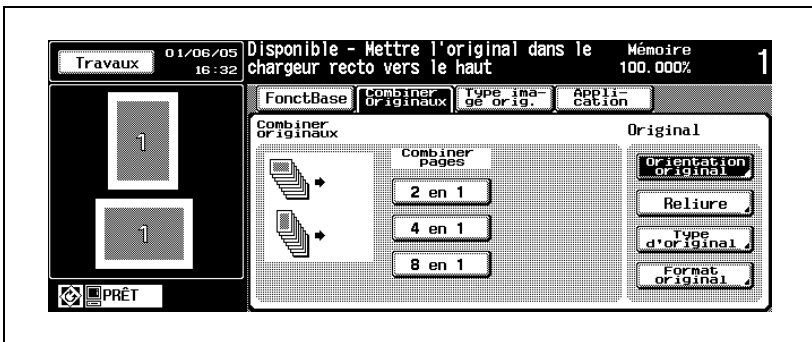 Travaux
01/06/05
16:32
Disponible - Mettre l'original dans le
chargeur recto vers le haut
Mémoire
100.000%
1
FonctBase
Combiner
Originaux
Type ima-
ge orig.
Appli-
cation
Combiner
originaux
Combiner
pages
2 en 1
4 en 1
8 en 1
Original
Orientation
original
Reliure
Type
d'original
Format
original
1
1
PRÊT